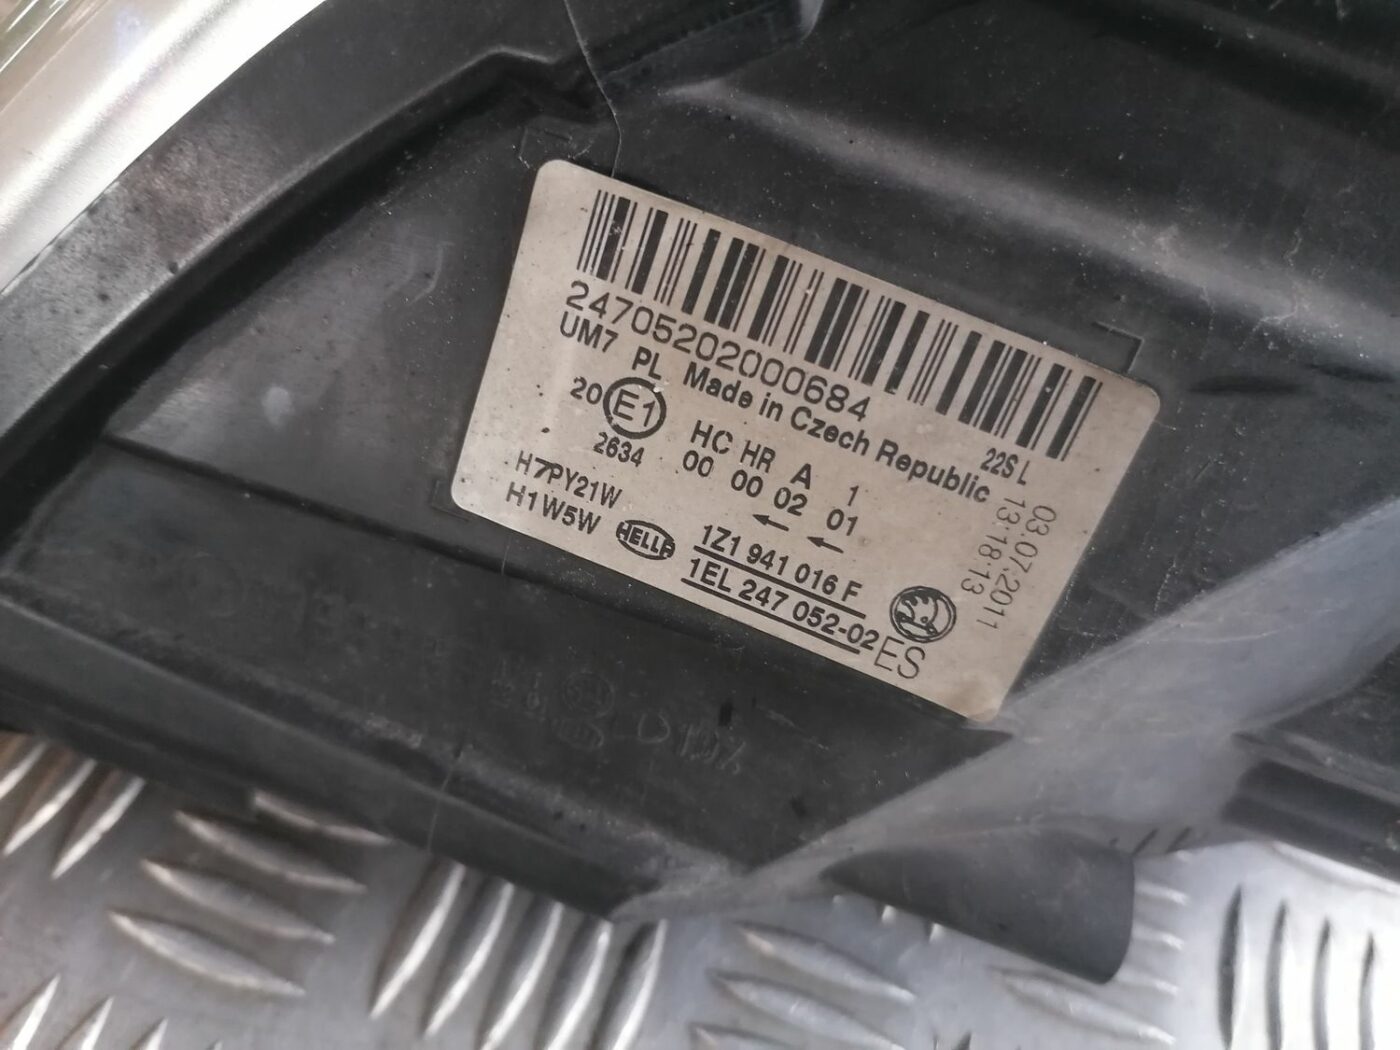 247052020000684
22S L
UM7 PL Made in Czech Republic
03.07.2011
13:18:13
20 E1 HC HR A 1
2634 00 00 02 01
H7PY21W
H1W5W HELLA 1Z1 941 016 F
1EL 247 052-02 ES